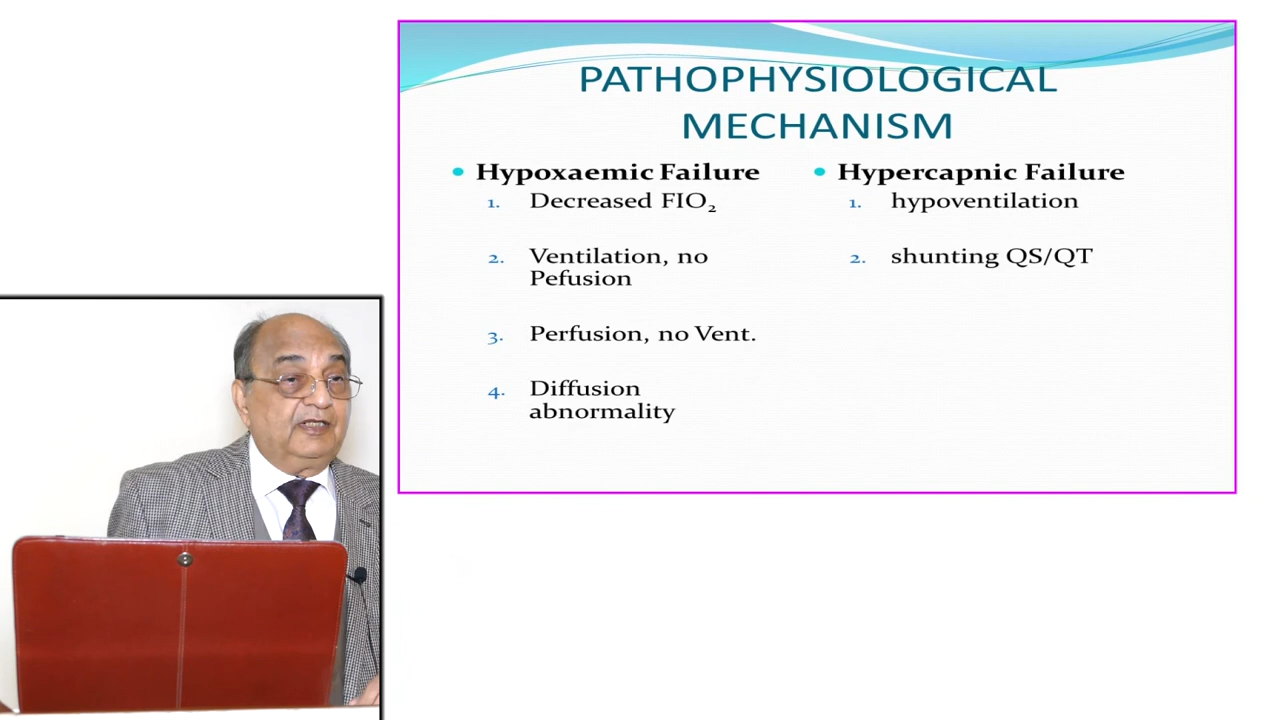 PATHOPHYSIOLOGICAL
MECHANISM
• Hypoxaemic Failure
1. Decreased FIO₂
2. Ventilation, no
Pefusion
3. Perfusion, no Vent.
4. Diffusion
abnormality
• Hypercapnic Failure
1. hypoventilation
2. shunting QS/QT